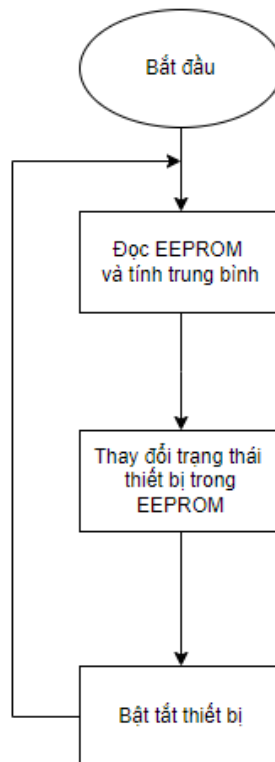 Bắt đầu
Đọc EEPROM
và tính trung bình
Thay đổi trạng thái
thiết bị trong
EEPROM
Bật tắt thiết bị